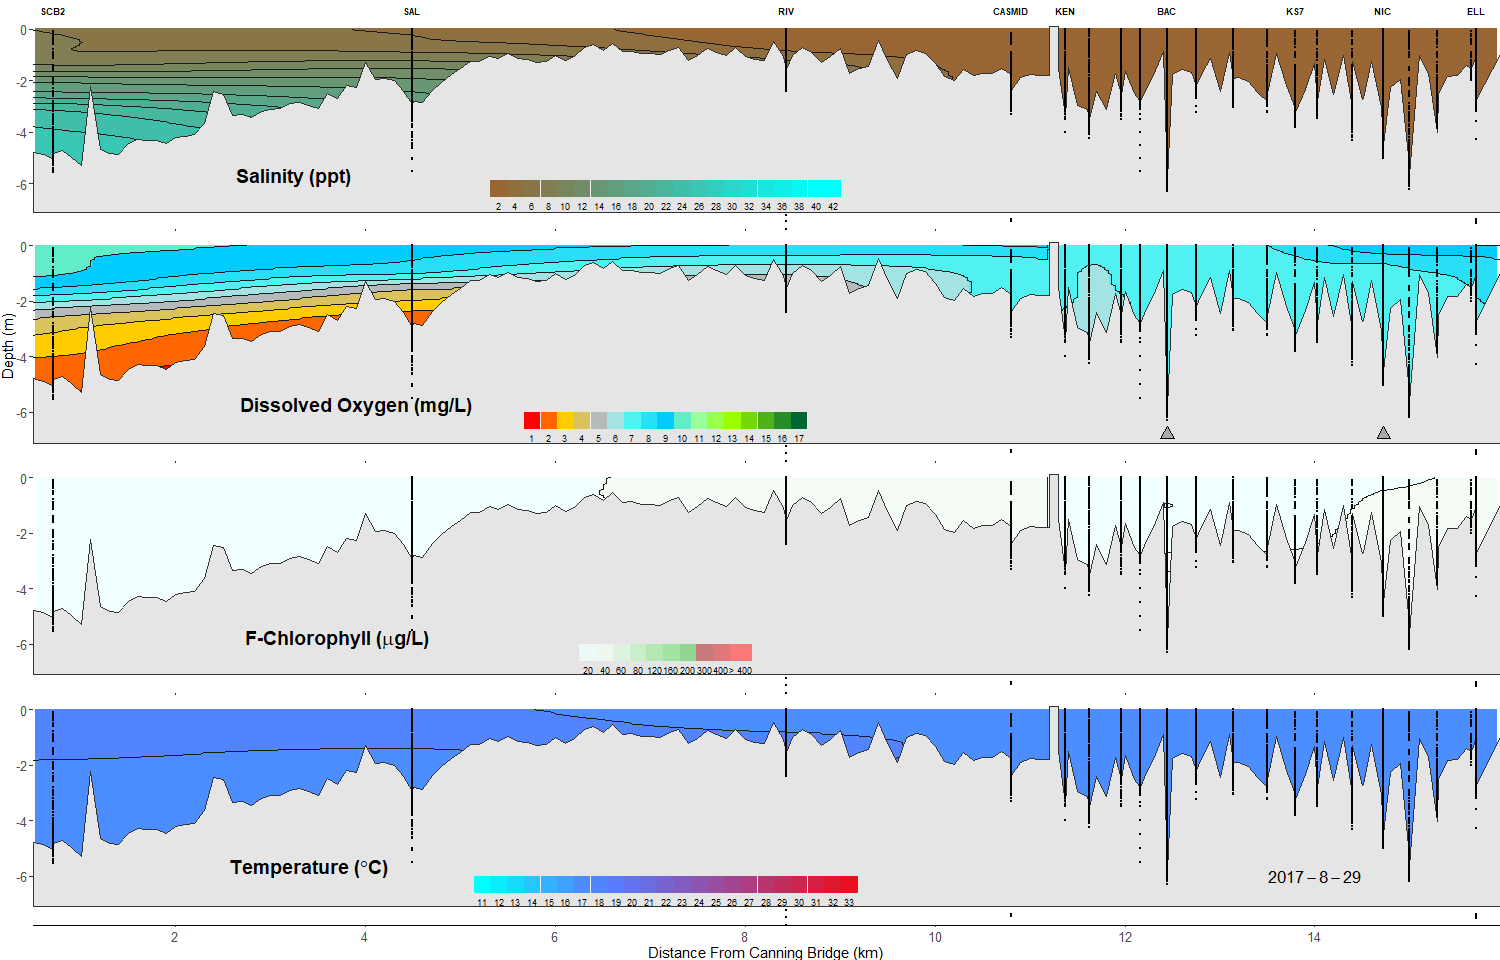 SCB2 SAL RIV CASMID KEN BAC KS7 NIC ELL
0
-2
-4
-6
Salinity (ppt)
2 4 6 8 10 12 14 16 18 20 22 24 26 28 30 32 34 36 38 40 42
0
-2
-4
-6
Depth (m)
Dissolved Oxygen (mg/L)
1 2 3 4 5 6 7 8 9 10 11 12 13 14 15 16 17
0
-2
-4
-6
F-Chlorophyll (µg/L)
20 40 60 80 120 160 200 300 400 > 400
0
-2
-4
-6
Temperature (°C)
2017 – 8 – 29
11 12 13 14 15 16 17 18 19 20 21 22 23 24 25 26 27 28 29 30 31 32 33
2 4 6 8 10 12 14
Distance From Canning Bridge (km)